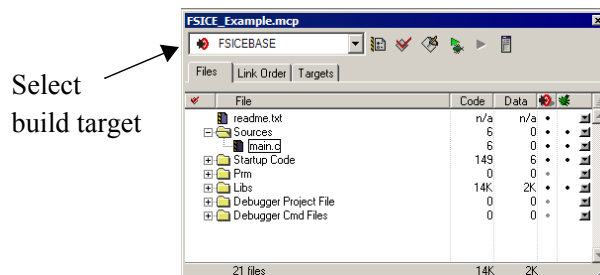 FSICE_Example.mcp
FSICEBASE
Files Link Order Targets
Select
build target
File Code Data
readme.txt n/a n/a
Sources 6 0
main.c 6 0
Startup Code 149 6
Prm 0 0
Libs 14K 2K
Debugger Project File 0 0
Debugger Cmd Files 0 0
21 files 14K 2K